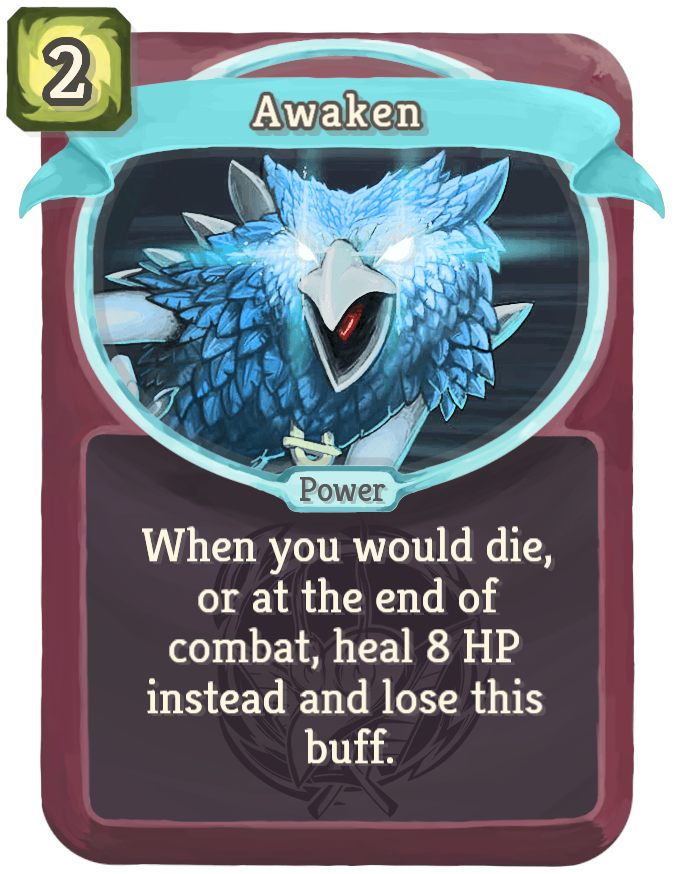 2
Awaken
Power
When you would die,
or at the end of
combat, heal 8 HP
instead and lose this
buff.